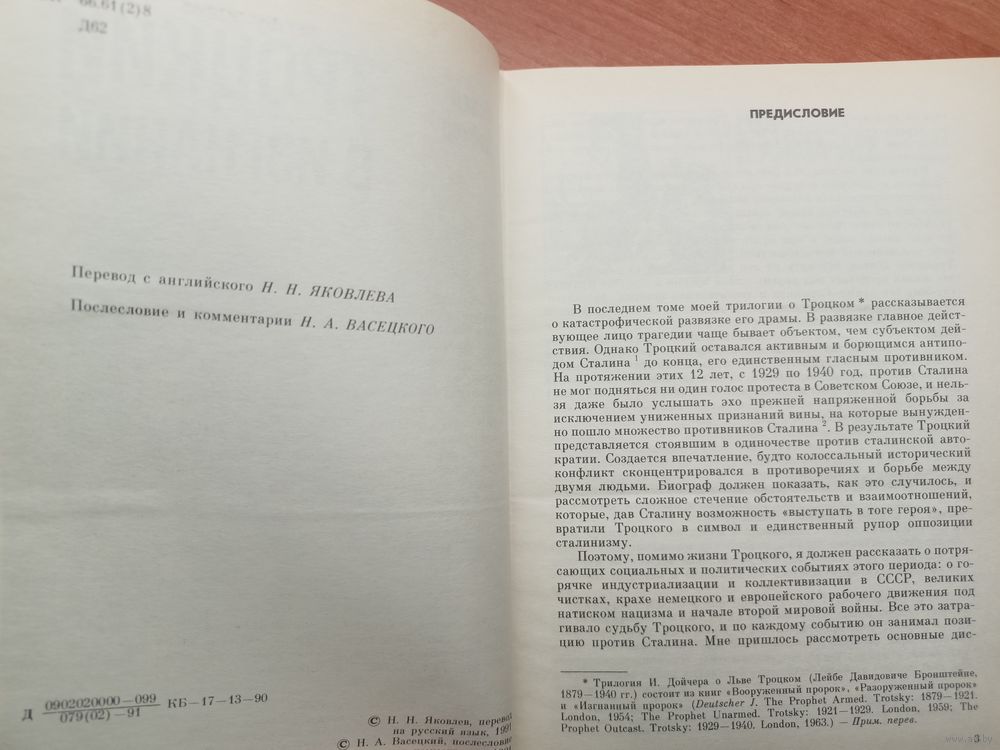 66.61(2)8
Д62
Перевод с английского Н. Н. ЯКОВЛЕВА
Послесловие и комментарии Н. А. ВАСЕЦКОГО
Д 0902020000—099 КБ—17—13—90
079(02)—91
© Н. Н. Яковлев, перевод
на русский язык, 1991
© Н. А. Васецкий, послесловие
ПРЕДИСЛОВИЕ
В последнем томе моей трилогии о Троцком * рассказывается
о катастрофической развязке его драмы. В развязке главное дейст-
вующее лицо трагедии чаще бывает объектом, чем субъектом дей-
ствия. Однако Троцкий оставался активным и борющимся антипо-
дом Сталина 1 до конца, его единственным гласным противником.
На протяжении этих 12 лет, с 1929 по 1940 год, против Сталина
не мог подняться ни один голос протеста в Советском Союзе, и нель-
зя даже было услышать эхо прежней напряженной борьбы за
исключением униженных признаний вины, на которые вынужден-
но пошло множество противников Сталина 2. В результате Троцкий
представляется стоявшим в одиночестве против сталинской авто-
кратии. Создается впечатление, будто колоссальный исторический
конфликт сконцентрировался в противоречиях и борьбе между
двумя людьми. Биограф должен показать, как это случилось, и
рассмотреть сложное стечение обстоятельств и взаимоотношений,
которые, дав Сталину возможность «выступать в тоге героя», пре-
вратили Троцкого в символ и единственный рупор оппозиции
сталинизму.
Поэтому, помимо жизни Троцкого, я должен рассказать о потря-
сающих социальных и политических событиях этого периода: о го-
рячке индустриализации и коллективизации в СССР, великих
чистках, крахе немецкого и европейского рабочего движения под
натиском нацизма и начале второй мировой войны. Все это затра-
гивало судьбу Троцкого, и по каждому событию он занимал пози-
цию против Сталина. Мне пришлось рассмотреть основные дис-
* Трилогия И. Дойчера о Льве Троцком (Лейбе Давидовиче Бронштейне,
1879—1940 гг.) состоит из книг «Вооруженный пророк», «Разоруженный пророк»
и «Изгнанный пророк» (Deutscher J. The Prophet Armed. Trotsky: 1879—1921.
London, 1954; The Prophet Unarmed. Trotsky: 1921—1929. London, 1959; The
Prophet Outcast. Trotsky: 1929—1940. London, 1963.) — Прим. перев.
3